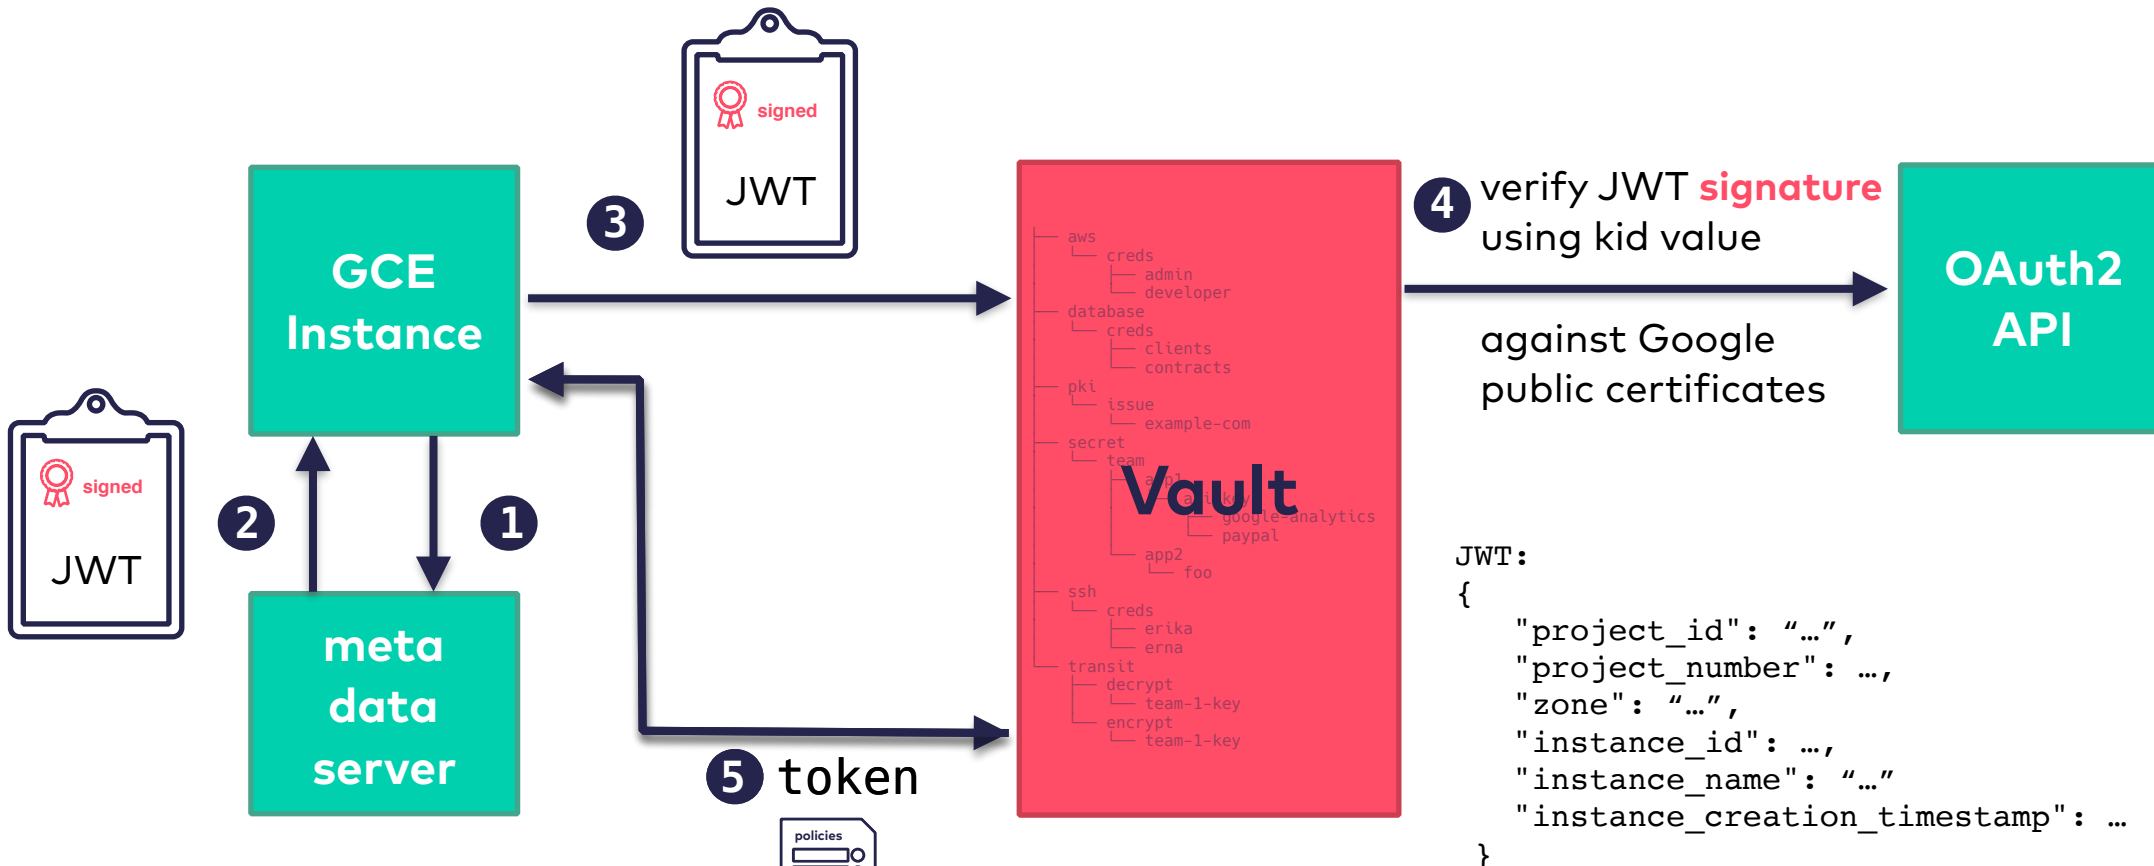 signed
JWT
3
GCE
Instance
signed
JWT
2
1
meta
data
server
├── aws
│   └── creds
│       ├── admin
│       └── developer
├── database
│   └── creds
│       ├── clients
│       └── contracts
├── pki
│   └── issue
│       └── example-com
├── secret
│   └── team
│       ├── app1
│       │   └── api-key
│       │       ├── google-analytics
│       │       └── paypal
│       └── app2
│           └── foo
├── ssh
│   └── creds
│       ├── erika
│       └── erna
└── transit
    ├── decrypt
    │   └── team-1-key
    └── encrypt
        └── team-1-key
Vault
5 token
policies
4 verify JWT signature
using kid value
against Google
public certificates
OAuth2
API
JWT:
{
"project_id": “…”,
"project_number": …,
"zone": “…”,
"instance_id": …,
"instance_name": “…”
"instance_creation_timestamp": …
}